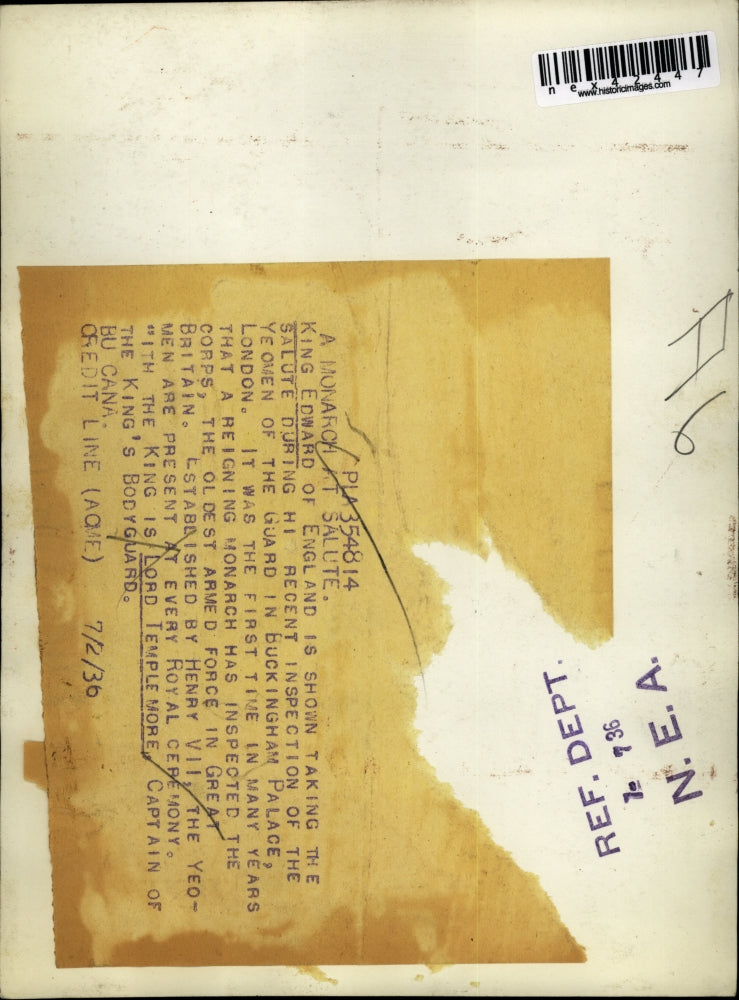 nex42447
www.historicimages.com
PIA354814
A MONARCH AT SALUTE.
KING EDWARD OF ENGLAND IS SHOWN TAKING THE
SALUTE DURING HI RECENT INSPECTION OF THE
YEOMEN OF THE GUARD IN BUCKINGHAM PALACE,
LONDON. IT WAS THE FIRST TIME IN MANY YEARS
THAT A REIGNING MONARCH HAS INSPECTED THE
CORPS, THE OLDEST ARMED FORCE IN GREAT
BRITAIN. ESTABLISHED BY HENRY VII, THE YEO-
MEN ARE PRESENT AT EVERY ROYAL CEREMONY.
WITH THE KING IS LORD TEMPLEMORE, CAPTAIN OF
THE KING'S BODYGUARD.
BU CANA.
CREDIT LINE (ACME) 7/2/36
REF. DEPT.
736
N. E. A.